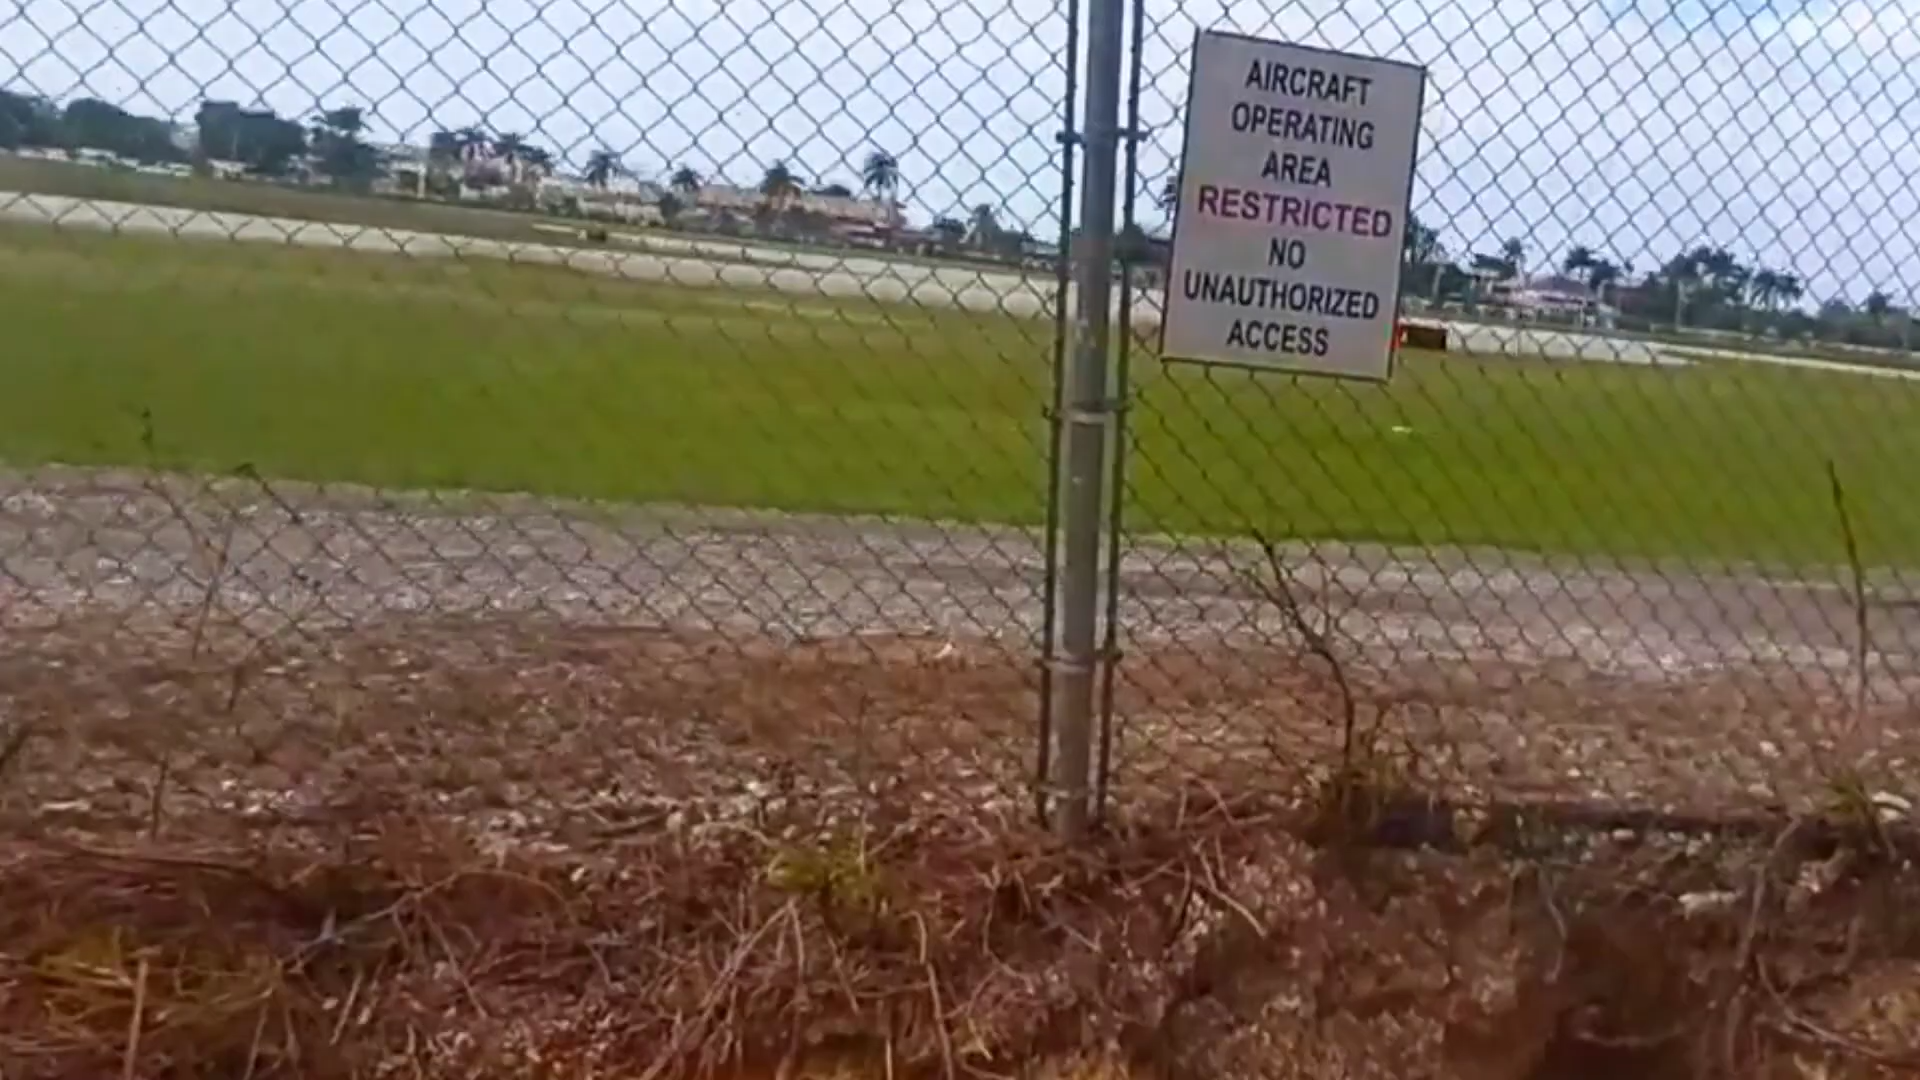 AIRCRAFT
OPERATING
AREA
RESTRICTED
NO
UNAUTHORIZED
ACCESS